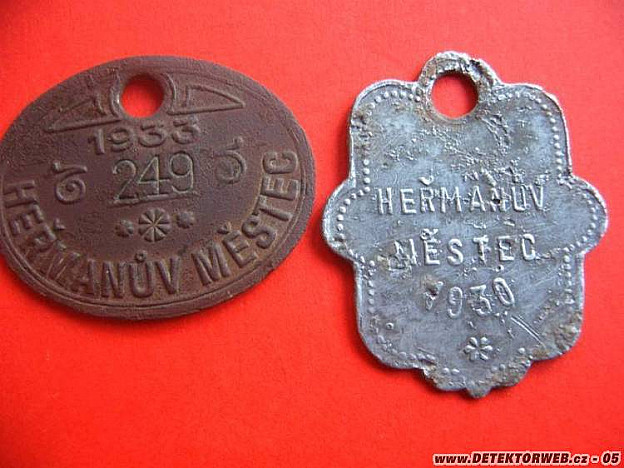 1933
249
HEŘMANŮV MĚSTEC
HEŘMANŮV
MĚSTEC
1930
www.DETEKTORWEB.cz - 05